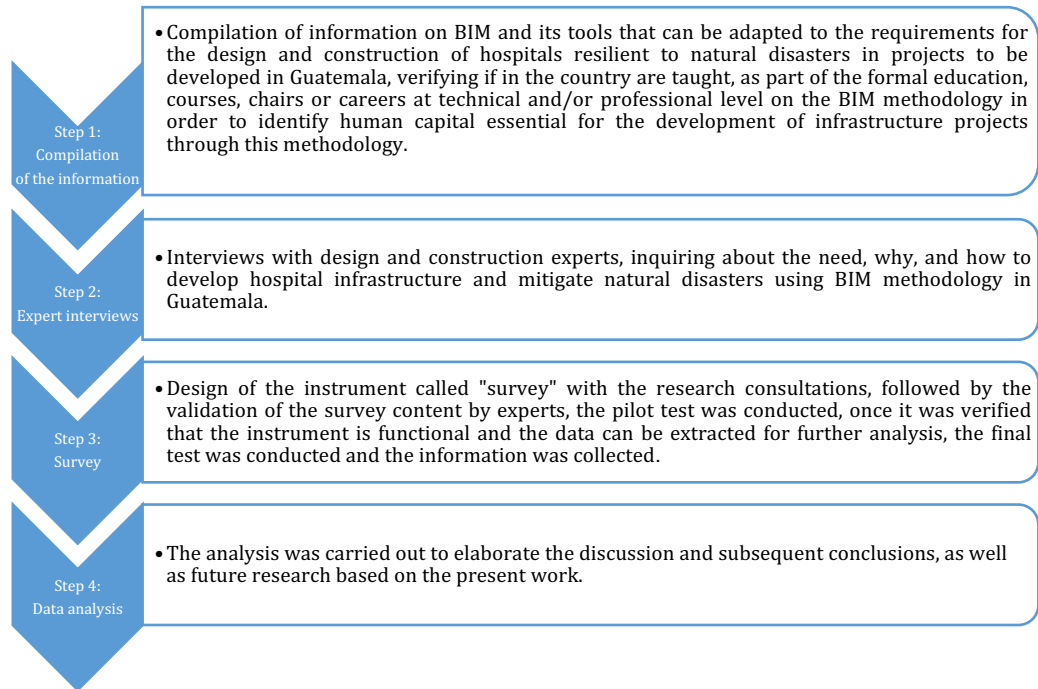 Step 1:
Compilation
of the information
• Compilation of information on BIM and its tools that can be adapted to the requirements for
the design and construction of hospitals resilient to natural disasters in projects to be
developed in Guatemala, verifying if in the country are taught, as part of the formal education,
courses, chairs or careers at technical and/or professional level on the BIM methodology in
order to identify human capital essential for the development of infrastructure projects
through this methodology.
Step 2:
Expert interviews
• Interviews with design and construction experts, inquiring about the need, why, and how to
develop hospital infrastructure and mitigate natural disasters using BIM methodology in
Guatemala.
Step 3:
Survey
• Design of the instrument called "survey" with the research consultations, followed by the
validation of the survey content by experts, the pilot test was conducted, once it was verified
that the instrument is functional and the data can be extracted for further analysis, the final
test was conducted and the information was collected.
Step 4:
Data analysis
• The analysis was carried out to elaborate the discussion and subsequent conclusions, as well
as future research based on the present work.